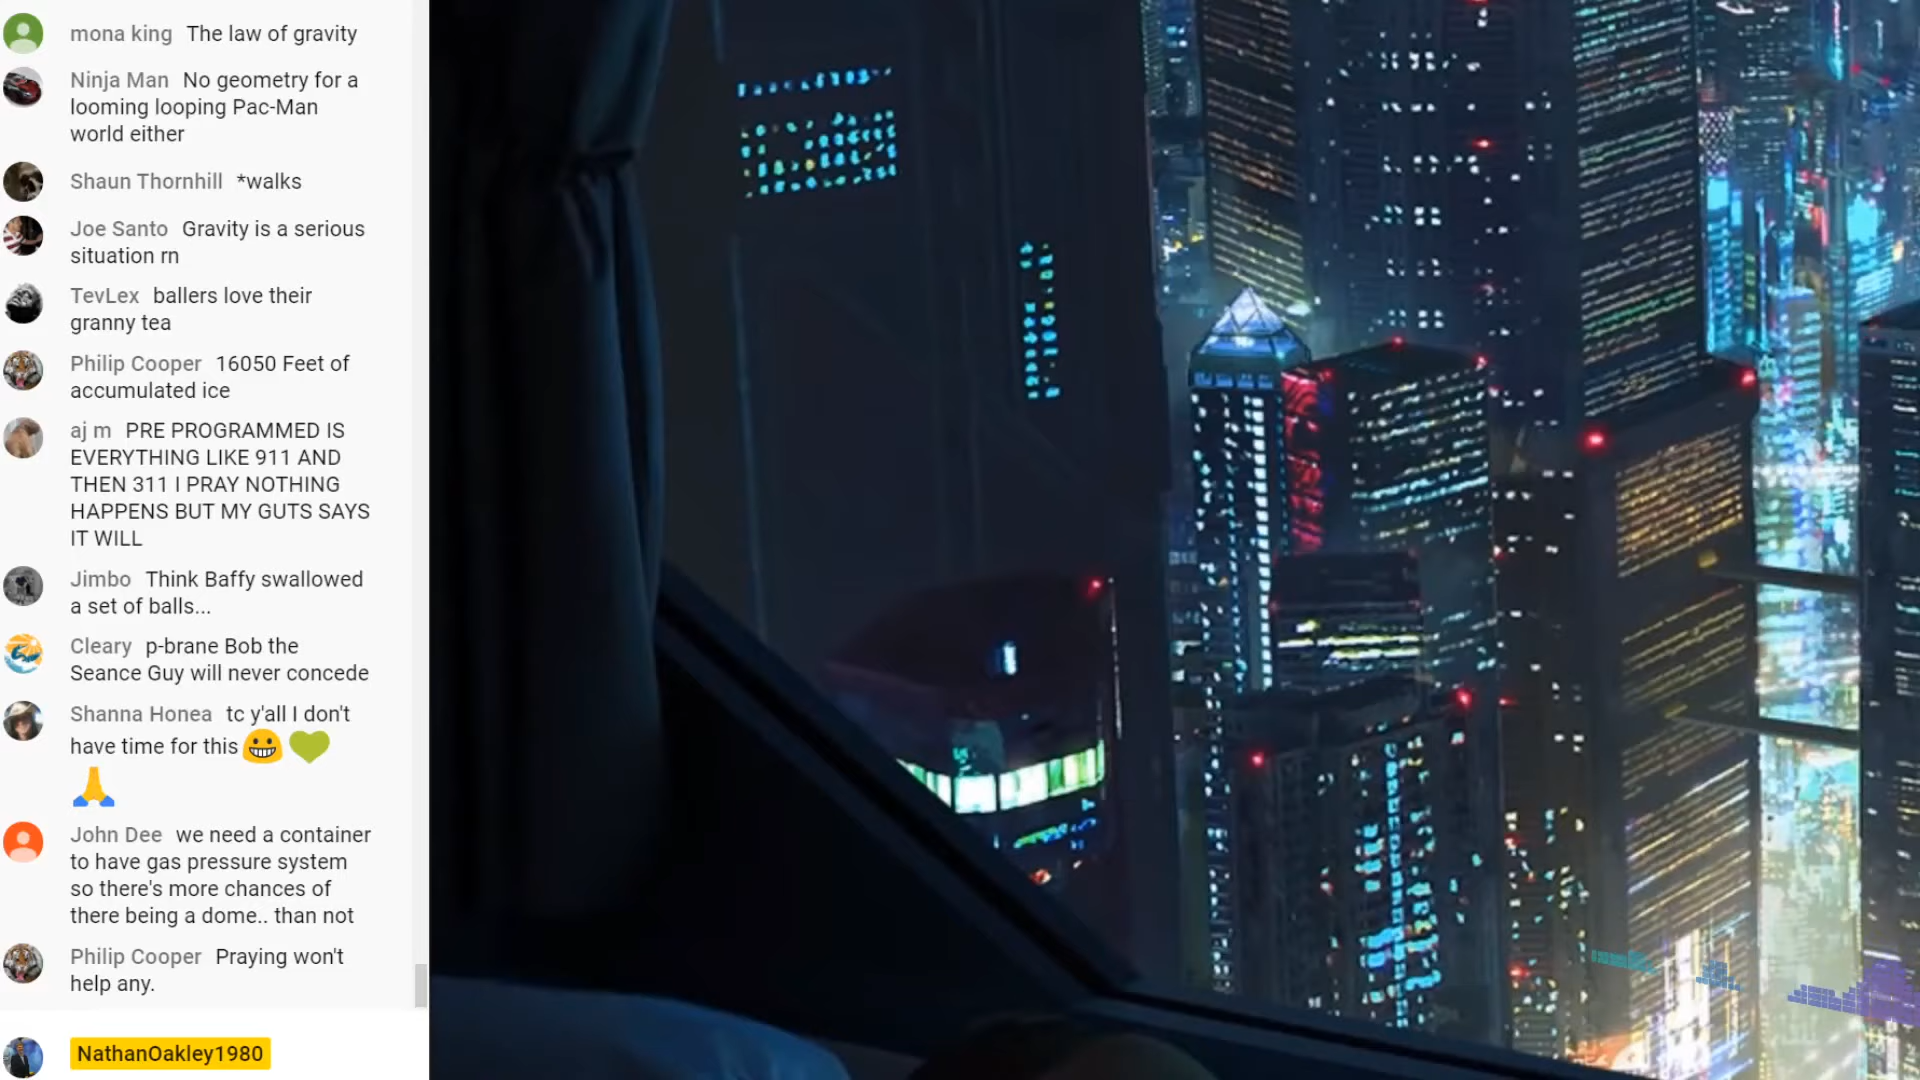 mona king The law of gravity
Ninja Man No geometry for a
looming looping Pac-Man
world either
Shaun Thornhill *walks
Joe Santo Gravity is a serious
situation rn
TevLex ballers love their
granny tea
Philip Cooper 16050 Feet of
accumulated ice
aj m PRE PROGRAMMED IS
EVERYTHING LIKE 911 AND
THEN 311 I PRAY NOTHING
HAPPENS BUT MY GUTS SAYS
IT WILL
Jimbo Think Baffy swallowed
a set of balls...
Cleary p-brane Bob the
Seance Guy will never concede
Shanna Honea tc y'all I don't
have time for this😀💚
🙏
John Dee we need a container
to have gas pressure system
so there's more chances of
there being a dome.. than not
Philip Cooper Praying won't
help any.
NathanOakley1980